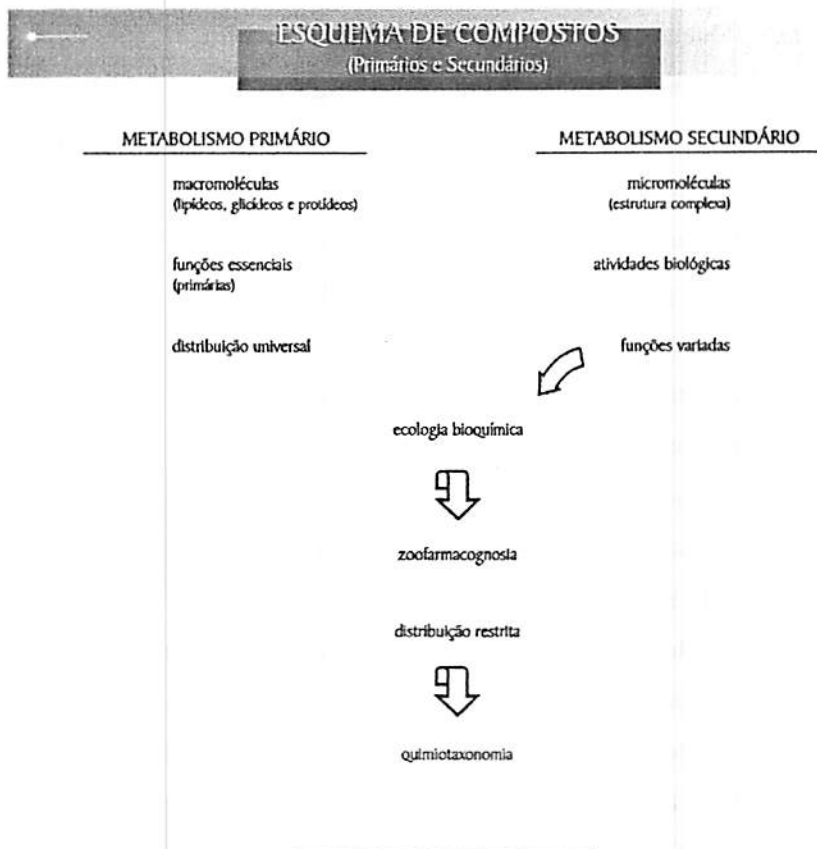 ESQUEMA DE COMPOSTOS
(Primários e Secundários)
METABOLISMO PRIMÁRIO
macromoléculas
(lipídeos, glicídeos e protídeos)
funções essenciais
(primárias)
distribuição universal
METABOLISMO SECUNDÁRIO
micromoléculas
(estrutura complexa)
atividades biológicas
funções variadas
ecologia bioquímica
zoofarmacognosia
distribuição restrita
quimiotaxonomia